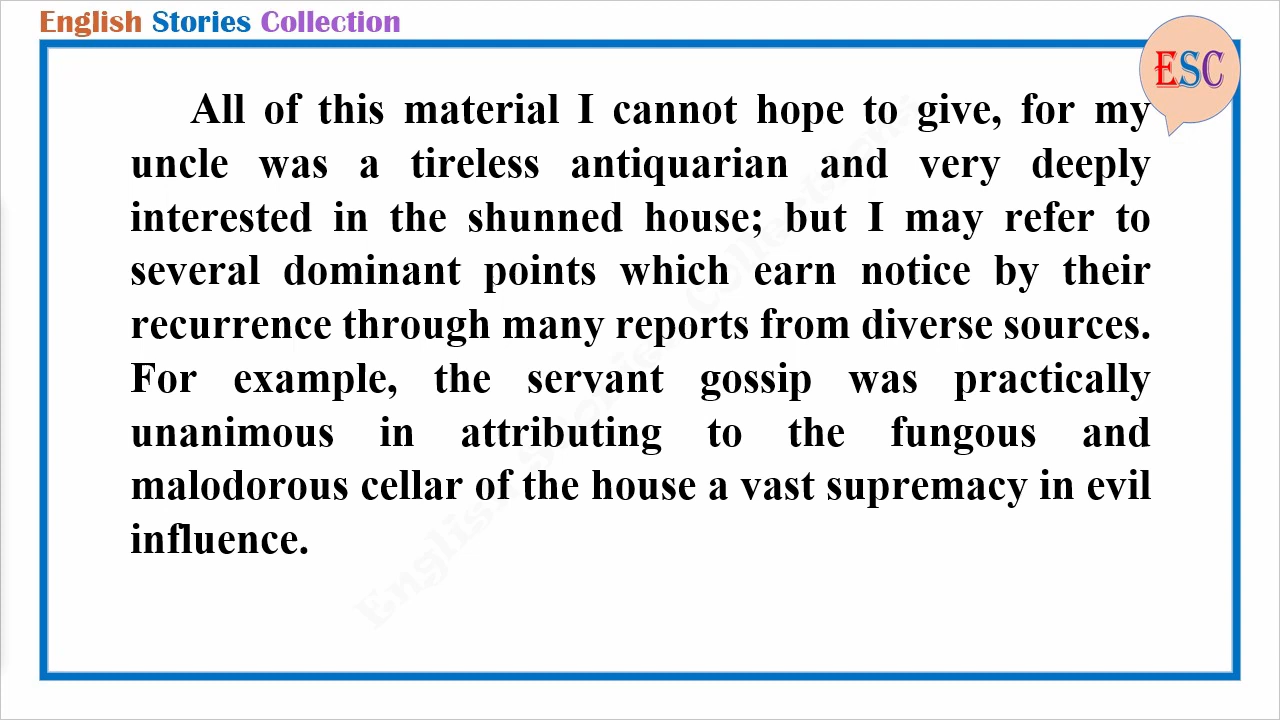 English Stories Collection
ESC
All of this material I cannot hope to give, for my
uncle was a tireless antiquarian and very deeply
interested in the shunned house; but I may refer to
several dominant points which earn notice by their
recurrence through many reports from diverse sources.
For example, the servant gossip was practically
unanimous in attributing to the fungous and
malodorous cellar of the house a vast supremacy in evil
influence.
English Stories Collections